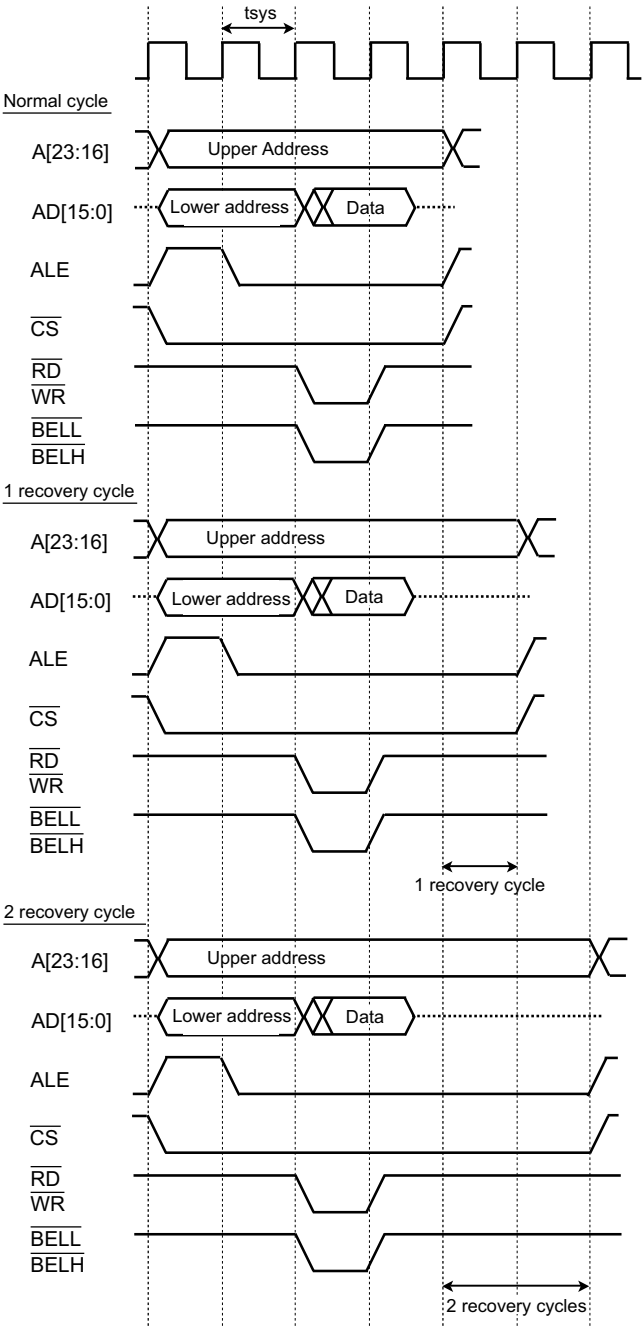 tsys
Normal cycle
A[23:16]
Upper Address
AD[15:0]
Lower address
Data
ALE
CS
RD
WR
BELL
BELH
1 recovery cycle
A[23:16]
Upper address
AD[15:0]
Lower address
Data
ALE
CS
RD
WR
BELL
BELH
1 recovery cycle
2 recovery cycle
A[23:16]
Upper address
AD[15:0]
Lower address
Data
ALE
CS
RD
WR
BELL
BELH
2 recovery cycles